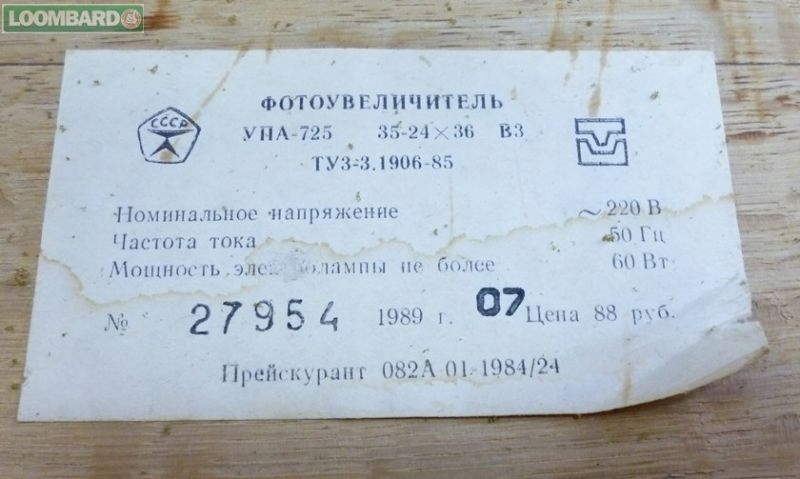 LOOMBARD
ФОТОУВЕЛИЧИТЕЛЬ
СССР
УПА-725 35-24×36 В3
ТУ3-3.1906-85
Номинальное напряжение ~220 В
Частота тока 50 Гц
Мощность не более 60 Вт
№ 27954 1989 г. 07 Цена 88 руб.
Прейскурант 082А 01-1984/24